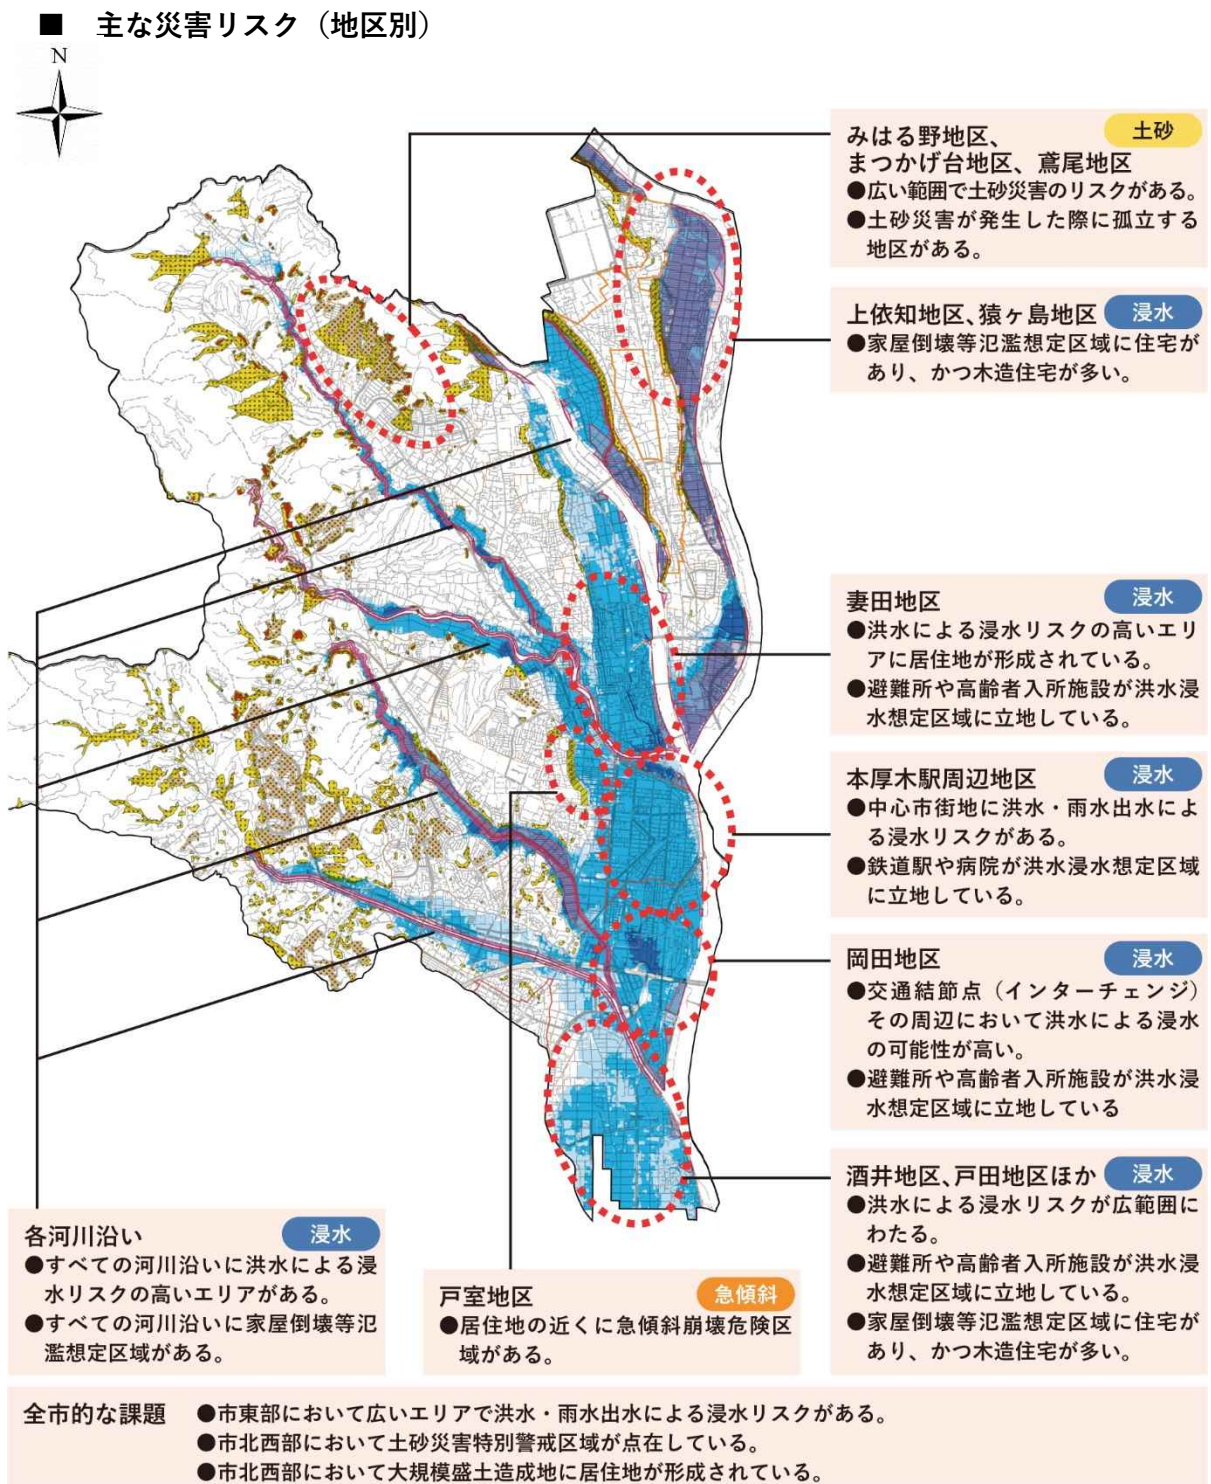 ■ 主な災害リスク（地区別）
N
みはる野地区、
まつかげ台地区、鳶尾地区
土砂
●広い範囲で土砂災害のリスクがある。
●土砂災害が発生した際に孤立する
地区がある。
上依知地区、猿ヶ島地区
浸水
●家屋倒壊等氾濫想定区域に住宅が
あり、かつ木造住宅が多い。
妻田地区
浸水
●洪水による浸水リスクの高いエリ
アに居住地が形成されている。
●避難所や高齢者入所施設が洪水浸
水想定区域に立地している。
本厚木駅周辺地区
浸水
●中心市街地に洪水・雨水出水によ
る浸水リスクがある。
●鉄道駅や病院が洪水浸水想定区域
に立地している。
岡田地区
浸水
●交通結節点（インターチェンジ）
その周辺において洪水による浸水
の可能性が高い。
●避難所や高齢者入所施設が洪水浸
水想定区域に立地している
酒井地区、戸田地区ほか
浸水
●洪水による浸水リスクが広範囲に
わたる。
●避難所や高齢者入所施設が洪水浸
水想定区域に立地している。
●家屋倒壊等氾濫想定区域に住宅が
あり、かつ木造住宅が多い。
各河川沿い
浸水
●すべての河川沿いに洪水による浸
水リスクの高いエリアがある。
●すべての河川沿いに家屋倒壊等氾
濫想定区域がある。
戸室地区
急傾斜
●居住地の近くに急傾斜崩壊危険区
域がある。
全市的な課題
●市東部において広いエリアで洪水・雨水出水による浸水リスクがある。
●市北西部において土砂災害特別警戒区域が点在している。
●市北西部において大規模盛土造成地に居住地が形成されている。